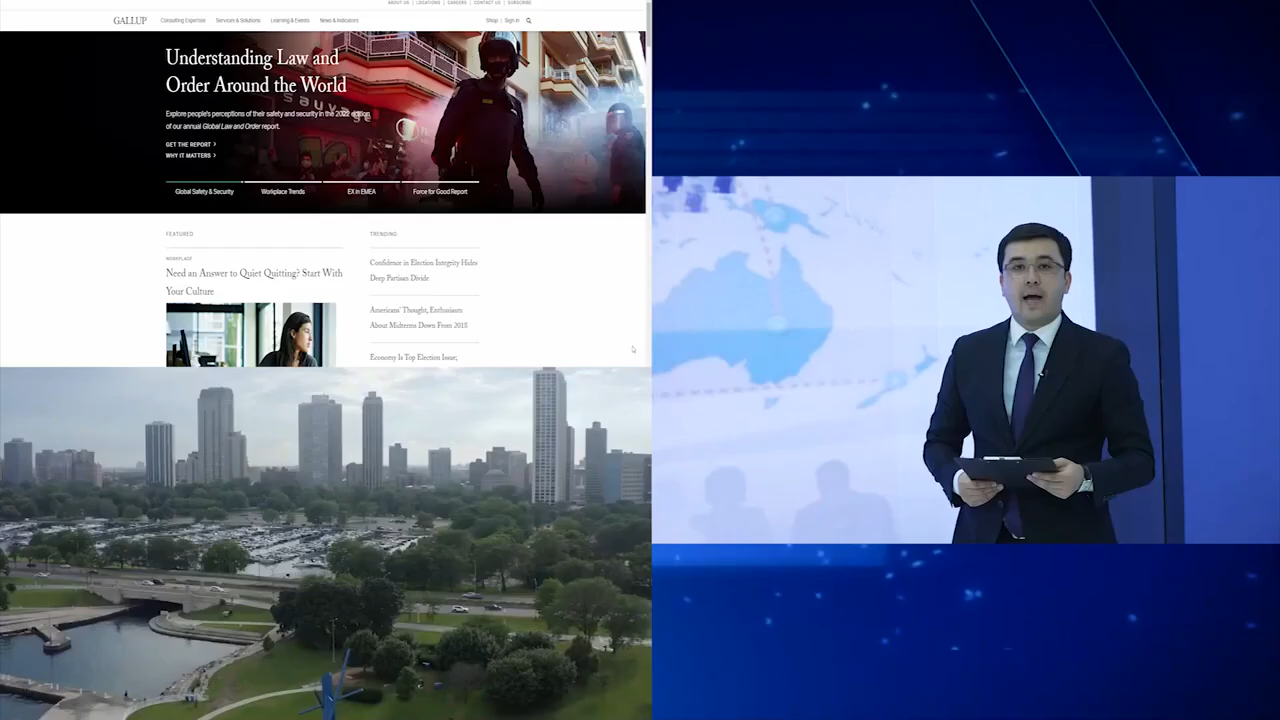 ABOUT US | LOCATIONS | CAREERS | CONTACT US | SUBSCRIBE
GALLUP Consulting Expertise Services & Solutions Learning & Events News & Indicators Shop | Sign in
Understanding Law and
Order Around the World
sauvage
Explore people's perceptions of their safety and security in the 2022 edition
of our annual Global Law and Order report.
GET THE REPORT >
WHY IT MATTERS >
Global Safety & Security Workplace Trends EX in EMEA Force for Good Report
FEATURED
WORKPLACE
Need an Answer to Quiet Quitting? Start With
Your Culture
TRENDING
Confidence in Election Integrity Hides
Deep Partisan Divide
Americans' Thought, Enthusiasm
About Midterms Down From 2018
Economy Is Top Election Issue;